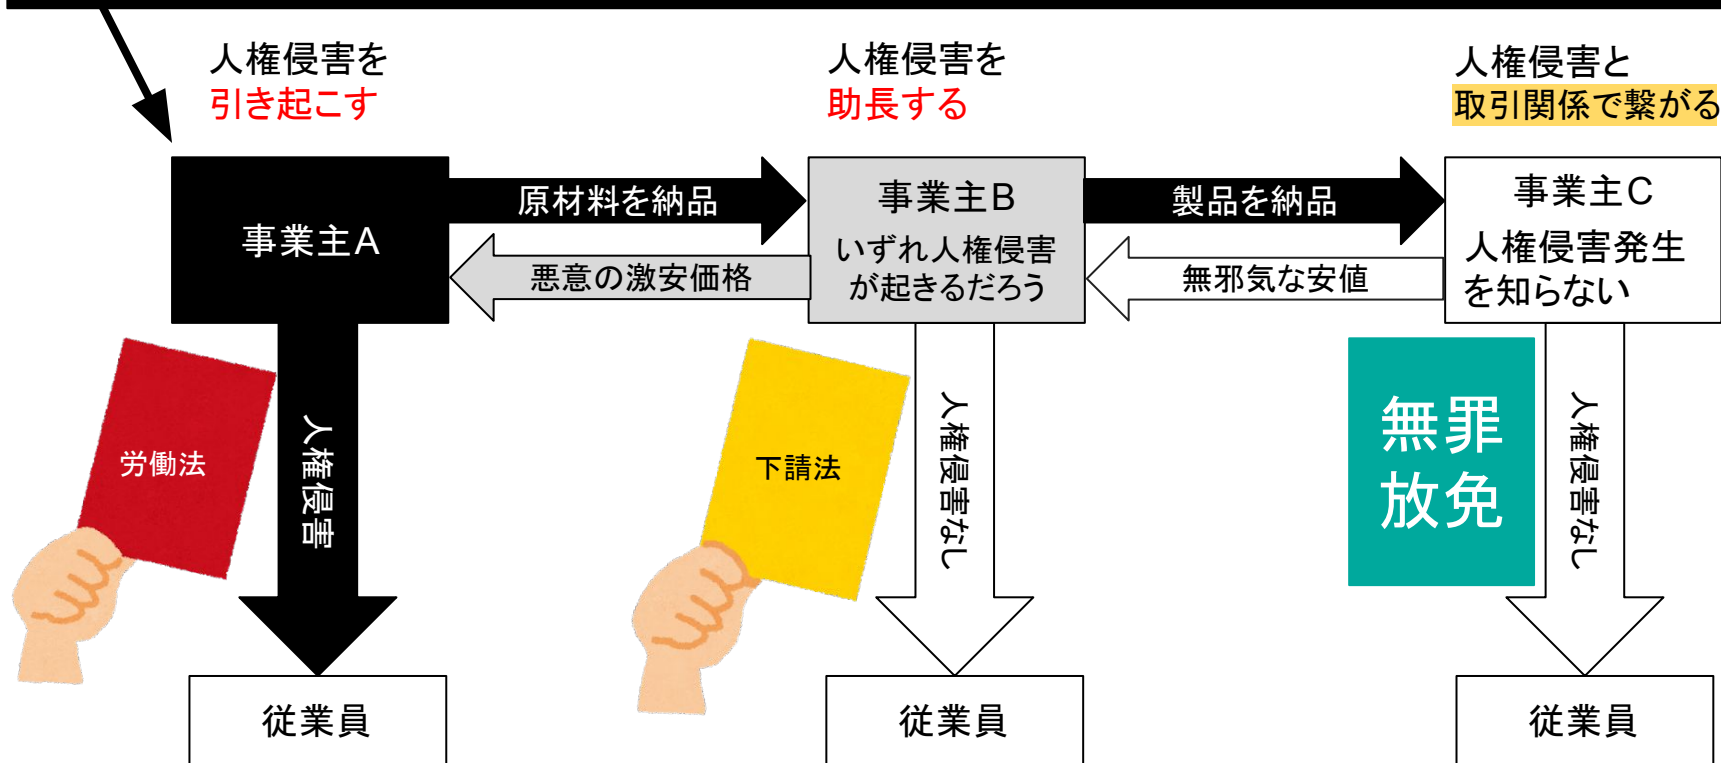 人権侵害を
引き起こす
人権侵害を
助長する
人権侵害と
取引関係で繋がる
事業主A
原材料を納品
悪意の激安価格
事業主B
いずれ人権侵害
が起きるだろう
製品を納品
無邪気な安値
事業主C
人権侵害発生
を知らない
労働法
人権侵害
下請法
人権侵害なし
無罪
放免
人権侵害なし
従業員
従業員
従業員